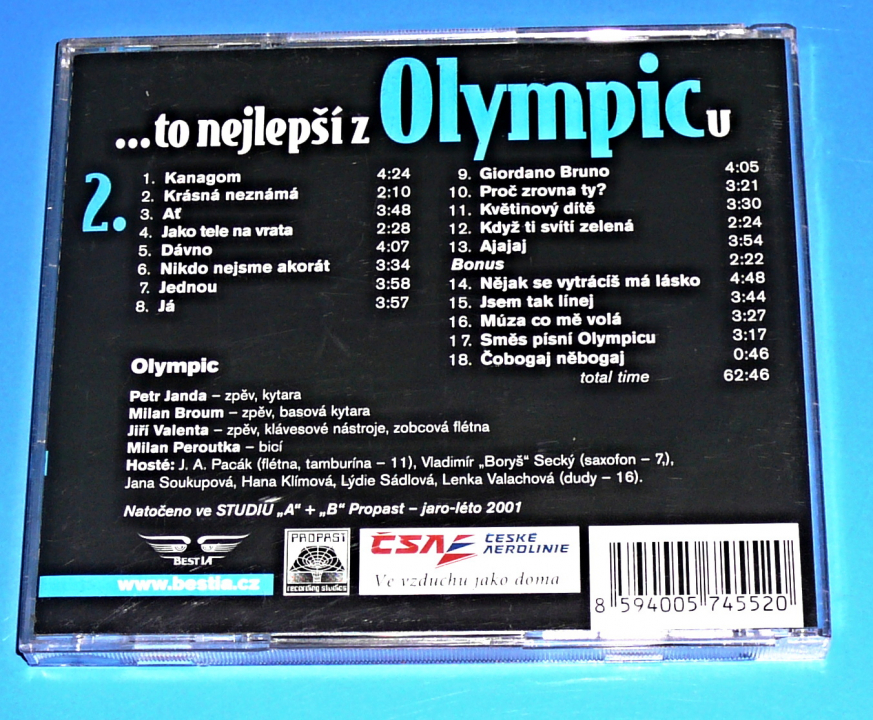 ...to nejlepší z Olympicu
2.
1. Kanagom 4:24
2. Krásná neznámá 2:10
3. Ať 3:48
4. Jako tele na vrata 2:28
5. Dávno 4:07
6. Nikdo nejsme akorát 3:34
7. Jednou 3:58
8. Já 3:57
9. Giordano Bruno 4:05
10. Proč zrovna ty? 3:21
11. Květinový dítě 3:30
12. Když ti svítí zelená 2:24
13. Ajajaj 3:54
Bonus 2:22
14. Nějak se vytrácíš má lásko 4:48
15. Jsem tak línej 3:44
16. Múza co mě volá 3:27
17. Směs písní Olympicu 3:17
18. Čobogaj něbogaj 0:46
total time 62:46
Olympic
Petr Janda – zpěv, kytara
Milan Broum – zpěv, basová kytara
Jiří Valenta – zpěv, klávesové nástroje, zobcová flétna
Milan Peroutka – bicí
Hosté: J. A. Pacák (flétna, tamburína – 11), Vladimír „Boryš“ Secký (saxofon – 7,),
Jana Soukupová, Hana Klímová, Lýdie Sádlová, Lenka Valachová (dudy – 16).
Natočeno ve STUDIU „A“ + „B“ Propast – jaro-léto 2001
BESTIA
www.bestia.cz
PROPAST
recording studios
ČSA
ČESKÉ
AEROLINIE
Ve vzduchu jako doma
8 594005 745520